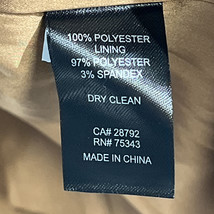 100% POLYESTER
LINING
97% POLYESTER
3% SPANDEX
DRY CLEAN
CA# 28792
RN# 75343
MADE IN CHINA